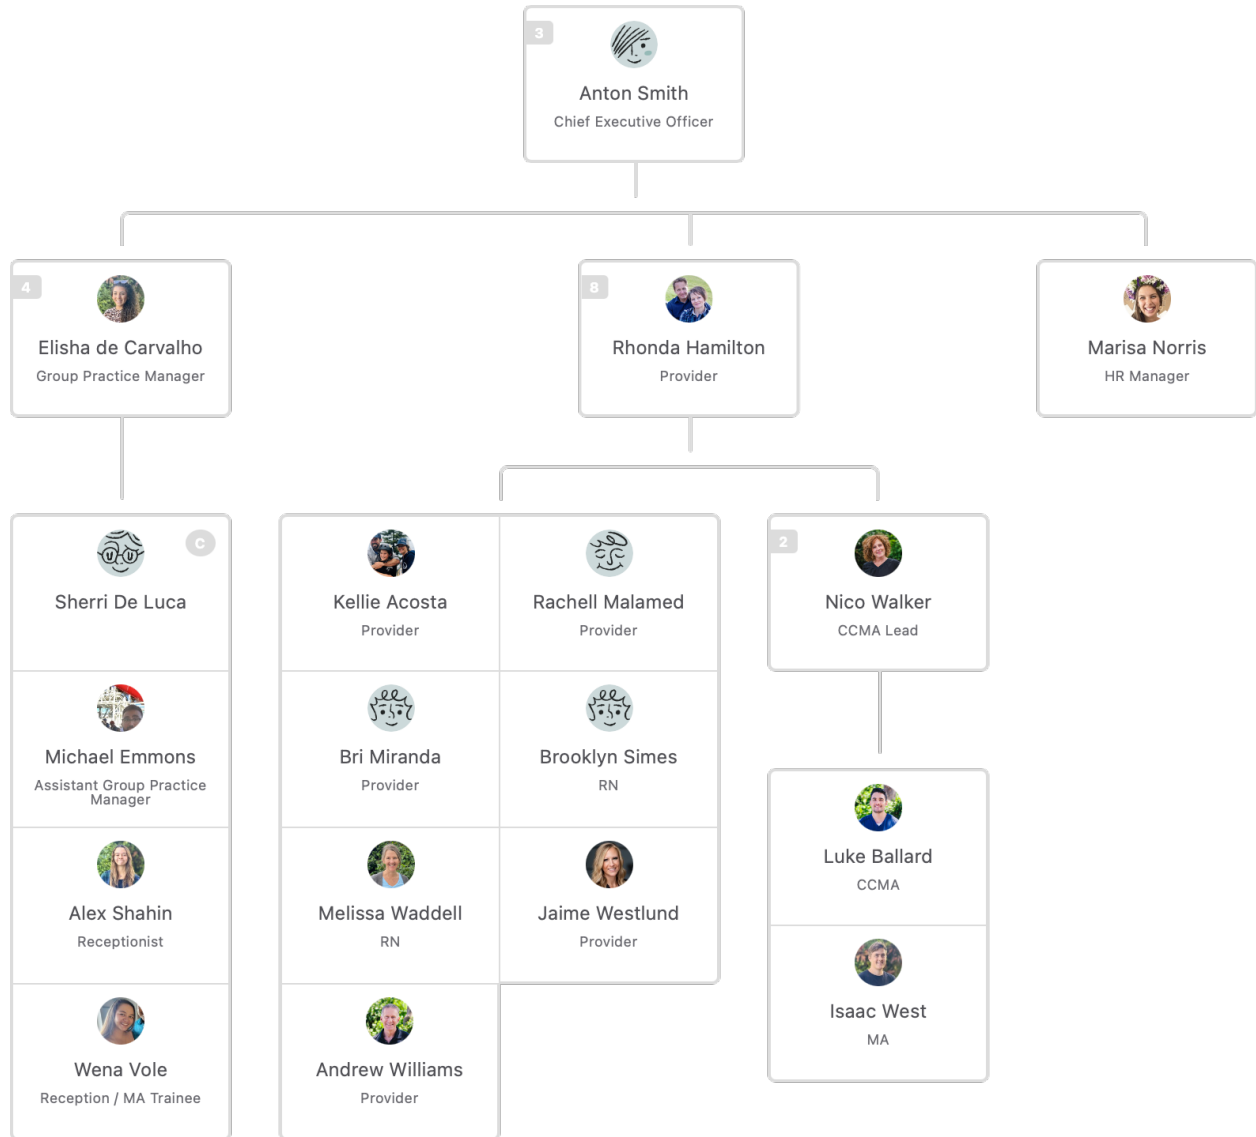 3
Anton Smith
Chief Executive Officer
4
Elisha de Carvalho
Group Practice Manager
8
Rhonda Hamilton
Provider
Marisa Norris
HR Manager
C
Sherri De Luca
Michael Emmons
Assistant Group Practice
Manager
Alex Shahin
Receptionist
Wena Vole
Reception / MA Trainee
Kellie Acosta
Provider
Rachell Malamed
Provider
Bri Miranda
Provider
Brooklyn Simes
RN
Melissa Waddell
RN
Jaime Westlund
Provider
Andrew Williams
Provider
2
Nico Walker
CCMA Lead
Luke Ballard
CCMA
Isaac West
MA